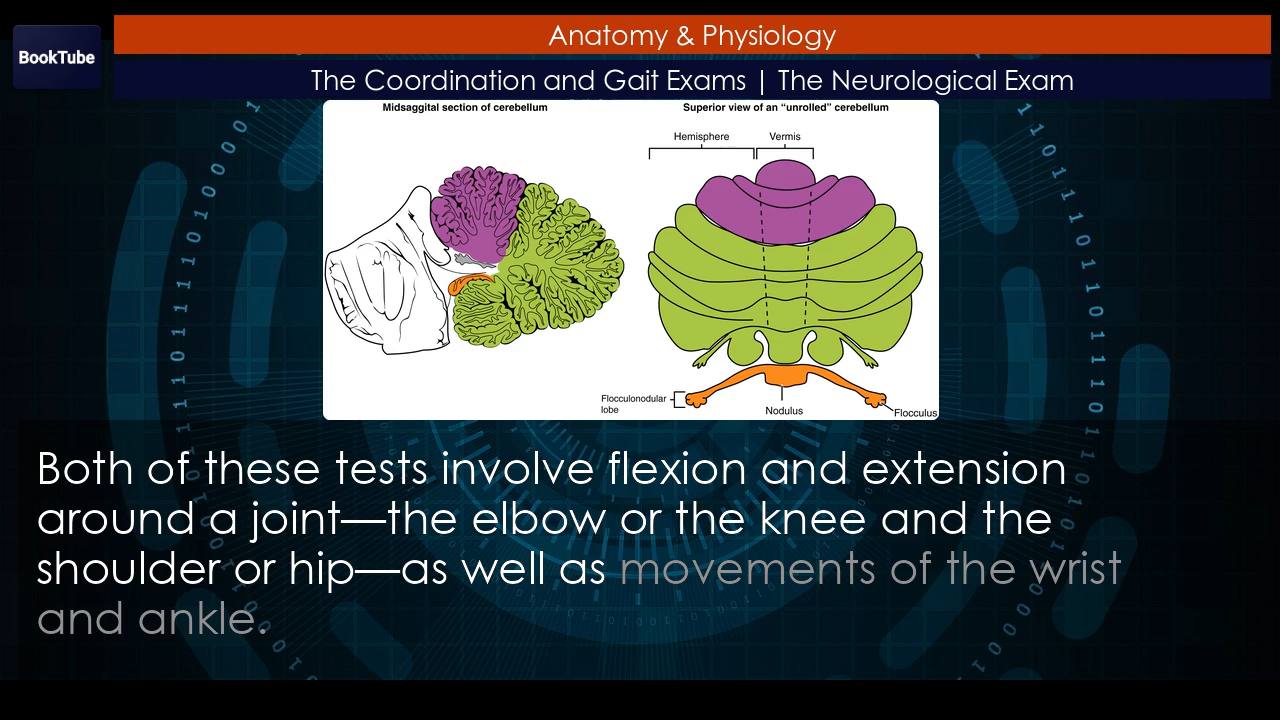 BookTube
Anatomy & Physiology
The Coordination and Gait Exams | The Neurological Exam
Midsaggital section of cerebellum
Superior view of an “unrolled” cerebellum
Hemisphere
Vermis
Flocculonodular
lobe
Nodulus
Flocculus
Both of these tests involve flexion and extension
around a joint—the elbow or the knee and the
shoulder or hip—as well as movements of the wrist
and ankle.